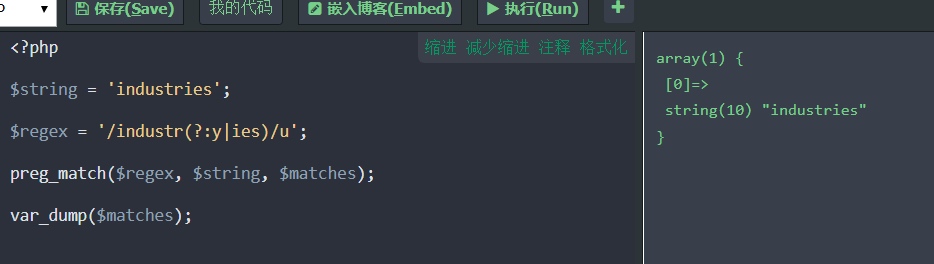 保存(Save) 我的代码 嵌入博客(Embed) 执行(Run) +
缩进 减少缩进 注释 格式化
<?php
$string = 'industries';
$regex = '/industr(?:y|ies)/u';
preg_match($regex, $string, $matches);
var_dump($matches);
array(1) {
[0]=>
string(10) "industries"
}